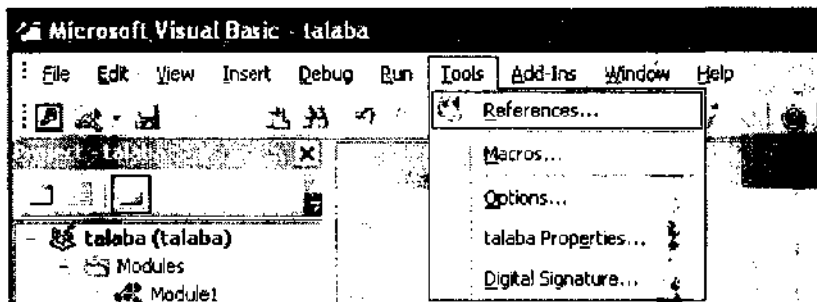 Microsoft Visual Basic - talaba
File Edit View Insert Debug Run Tools Add-Ins Window Help
References...
Macros...
Options...
talaba Properties...
Digital Signature...
talaba (talaba)
Modules
Module1